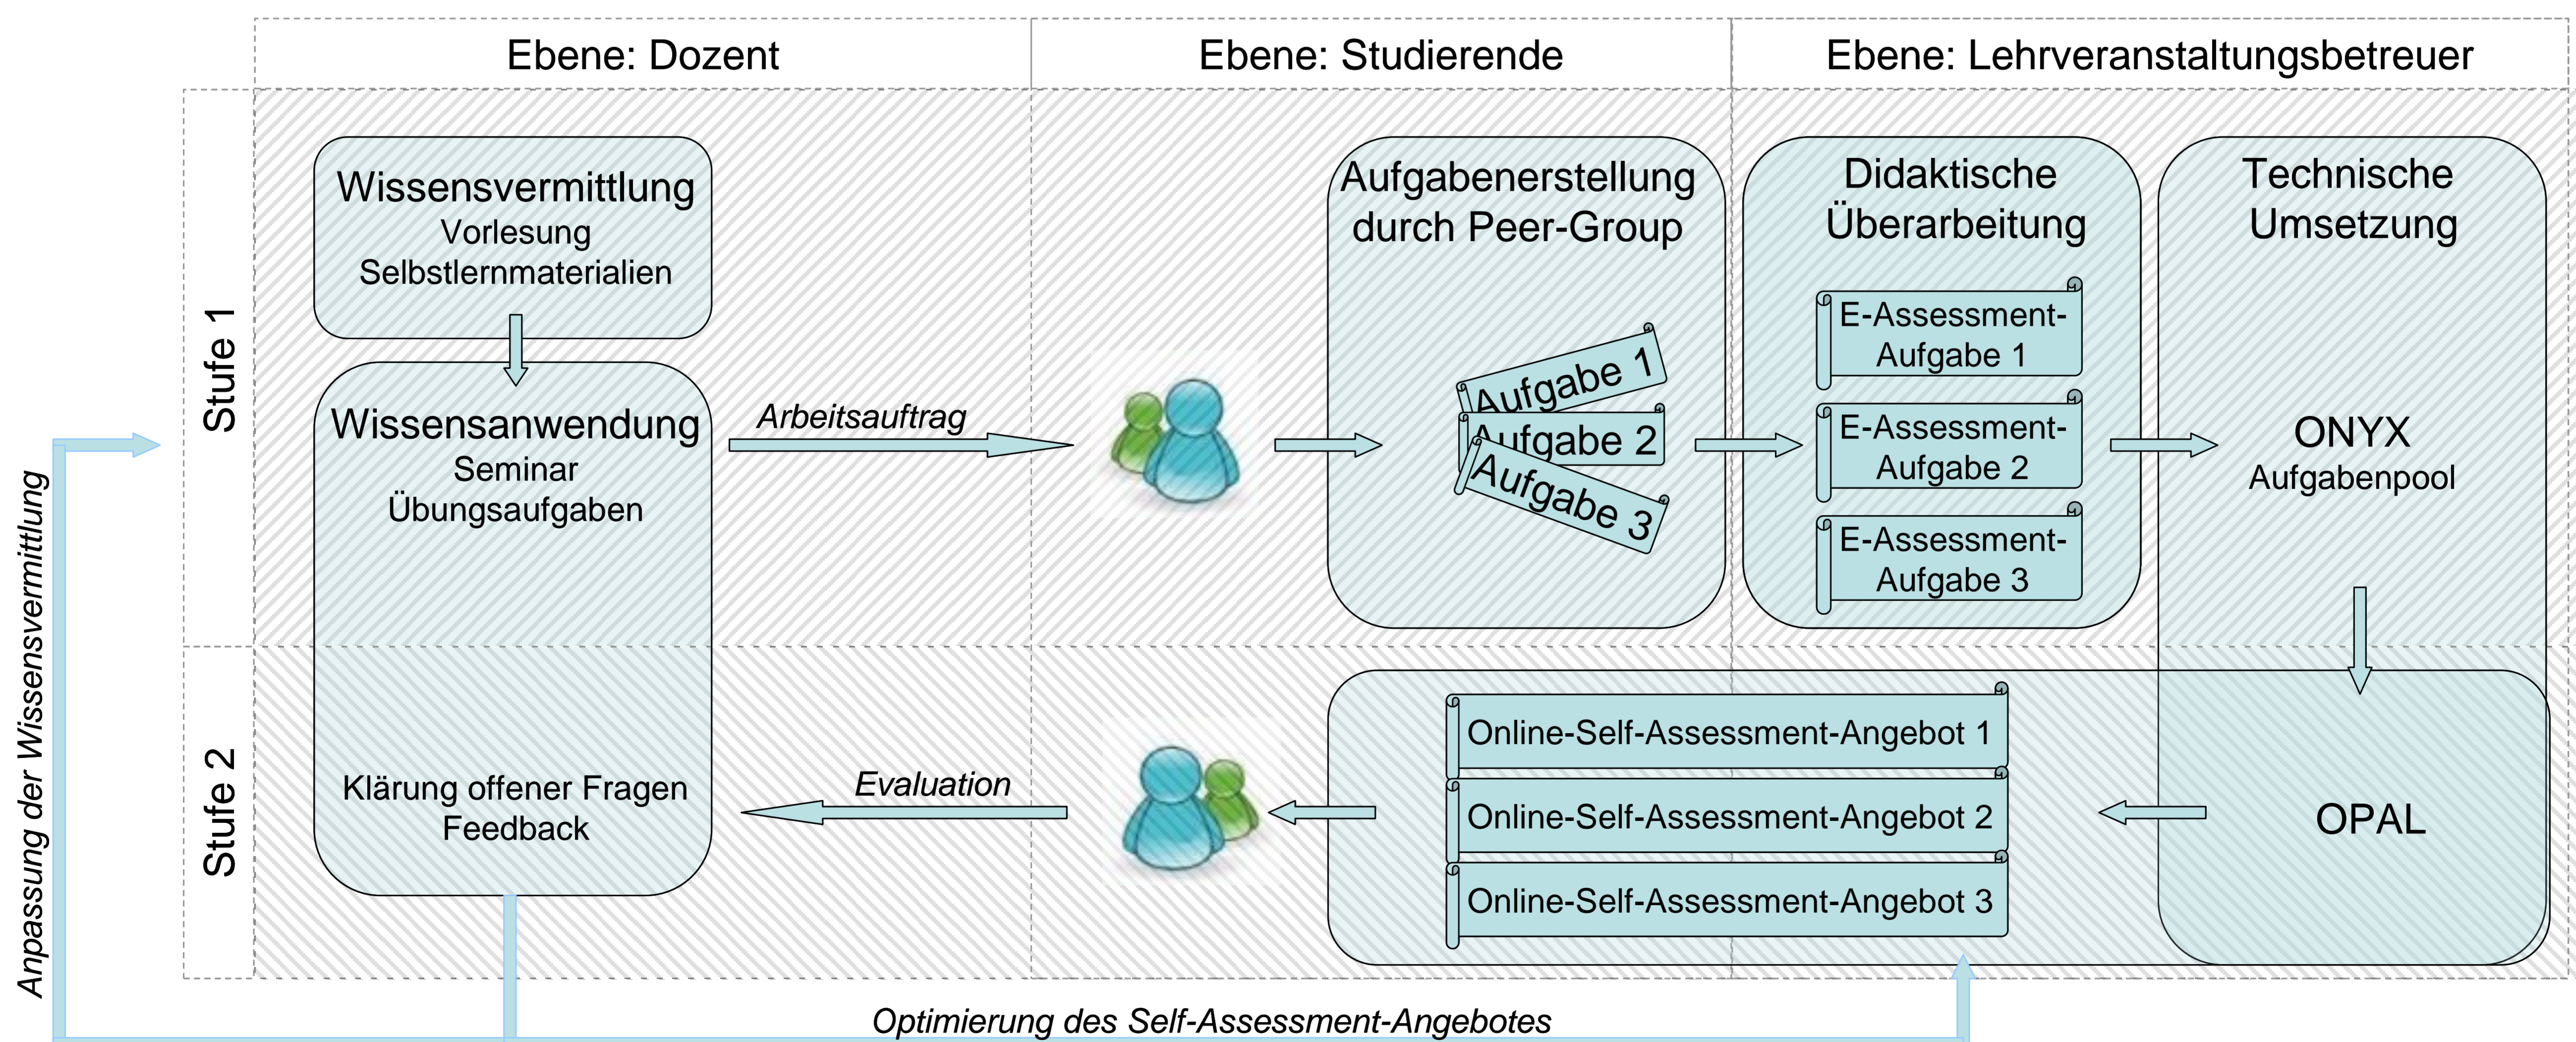 Ebene: Dozent
Ebene: Studierende
Ebene: Lehrveranstaltungsbetreuer
Stufe 1
Wissensvermittlung
Vorlesung
Selbstlernmaterialien
Wissensanwendung
Seminar
Übungsaufgaben
Arbeitsauftrag
Aufgabenerstellung
durch Peer-Group
Aufgabe 1
Aufgabe 2
Aufgabe 3
Didaktische
Überarbeitung
E-Assessment-
Aufgabe 1
E-Assessment-
Aufgabe 2
E-Assessment-
Aufgabe 3
Technische
Umsetzung
ONYX
Aufgabenpool
Stufe 2
Klärung offener Fragen
Feedback
Evaluation
Online-Self-Assessment-Angebot 1
Online-Self-Assessment-Angebot 2
Online-Self-Assessment-Angebot 3
OPAL
Anpassung der Wissensvermittlung
Optimierung des Self-Assessment-Angebotes